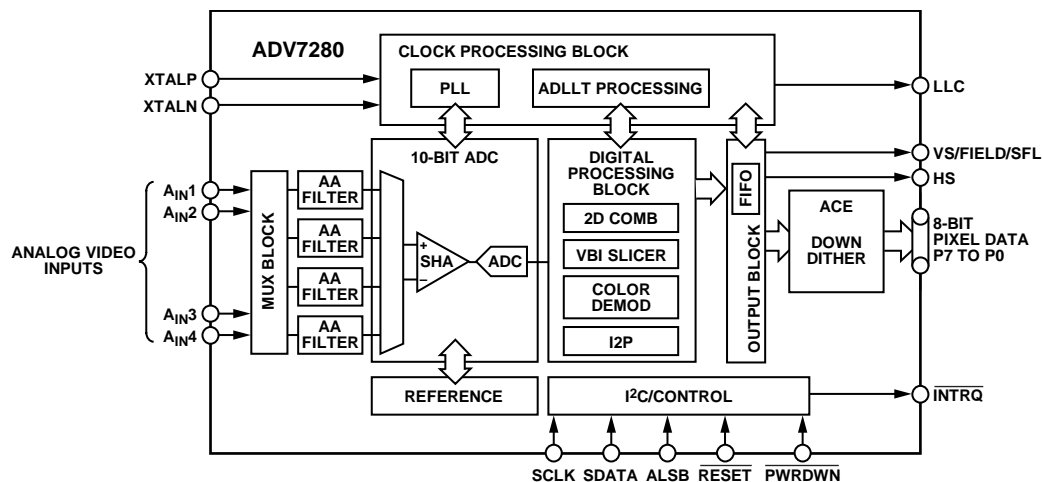 ADV7280
CLOCK PROCESSING BLOCK
PLL
ADLLT PROCESSING
XTALP
XTALN
LLC
10-BIT ADC
DIGITAL
PROCESSING
BLOCK
2D COMB
VBI SLICER
COLOR
DEMOD
I2P
FIFO
OUTPUT BLOCK
VS/FIELD/SFL
HS
ACE
DOWN
DITHER
8-BIT
PIXEL DATA
P7 TO P0
ANALOG VIDEO
INPUTS
AIN1
AIN2
AIN3
AIN4
MUX BLOCK
AA
FILTER
AA
FILTER
AA
FILTER
AA
FILTER
+
SHA
–
ADC
REFERENCE
I2C/CONTROL
INTRQ
SCLK
SDATA
ALSB
RESET
PWRDWN